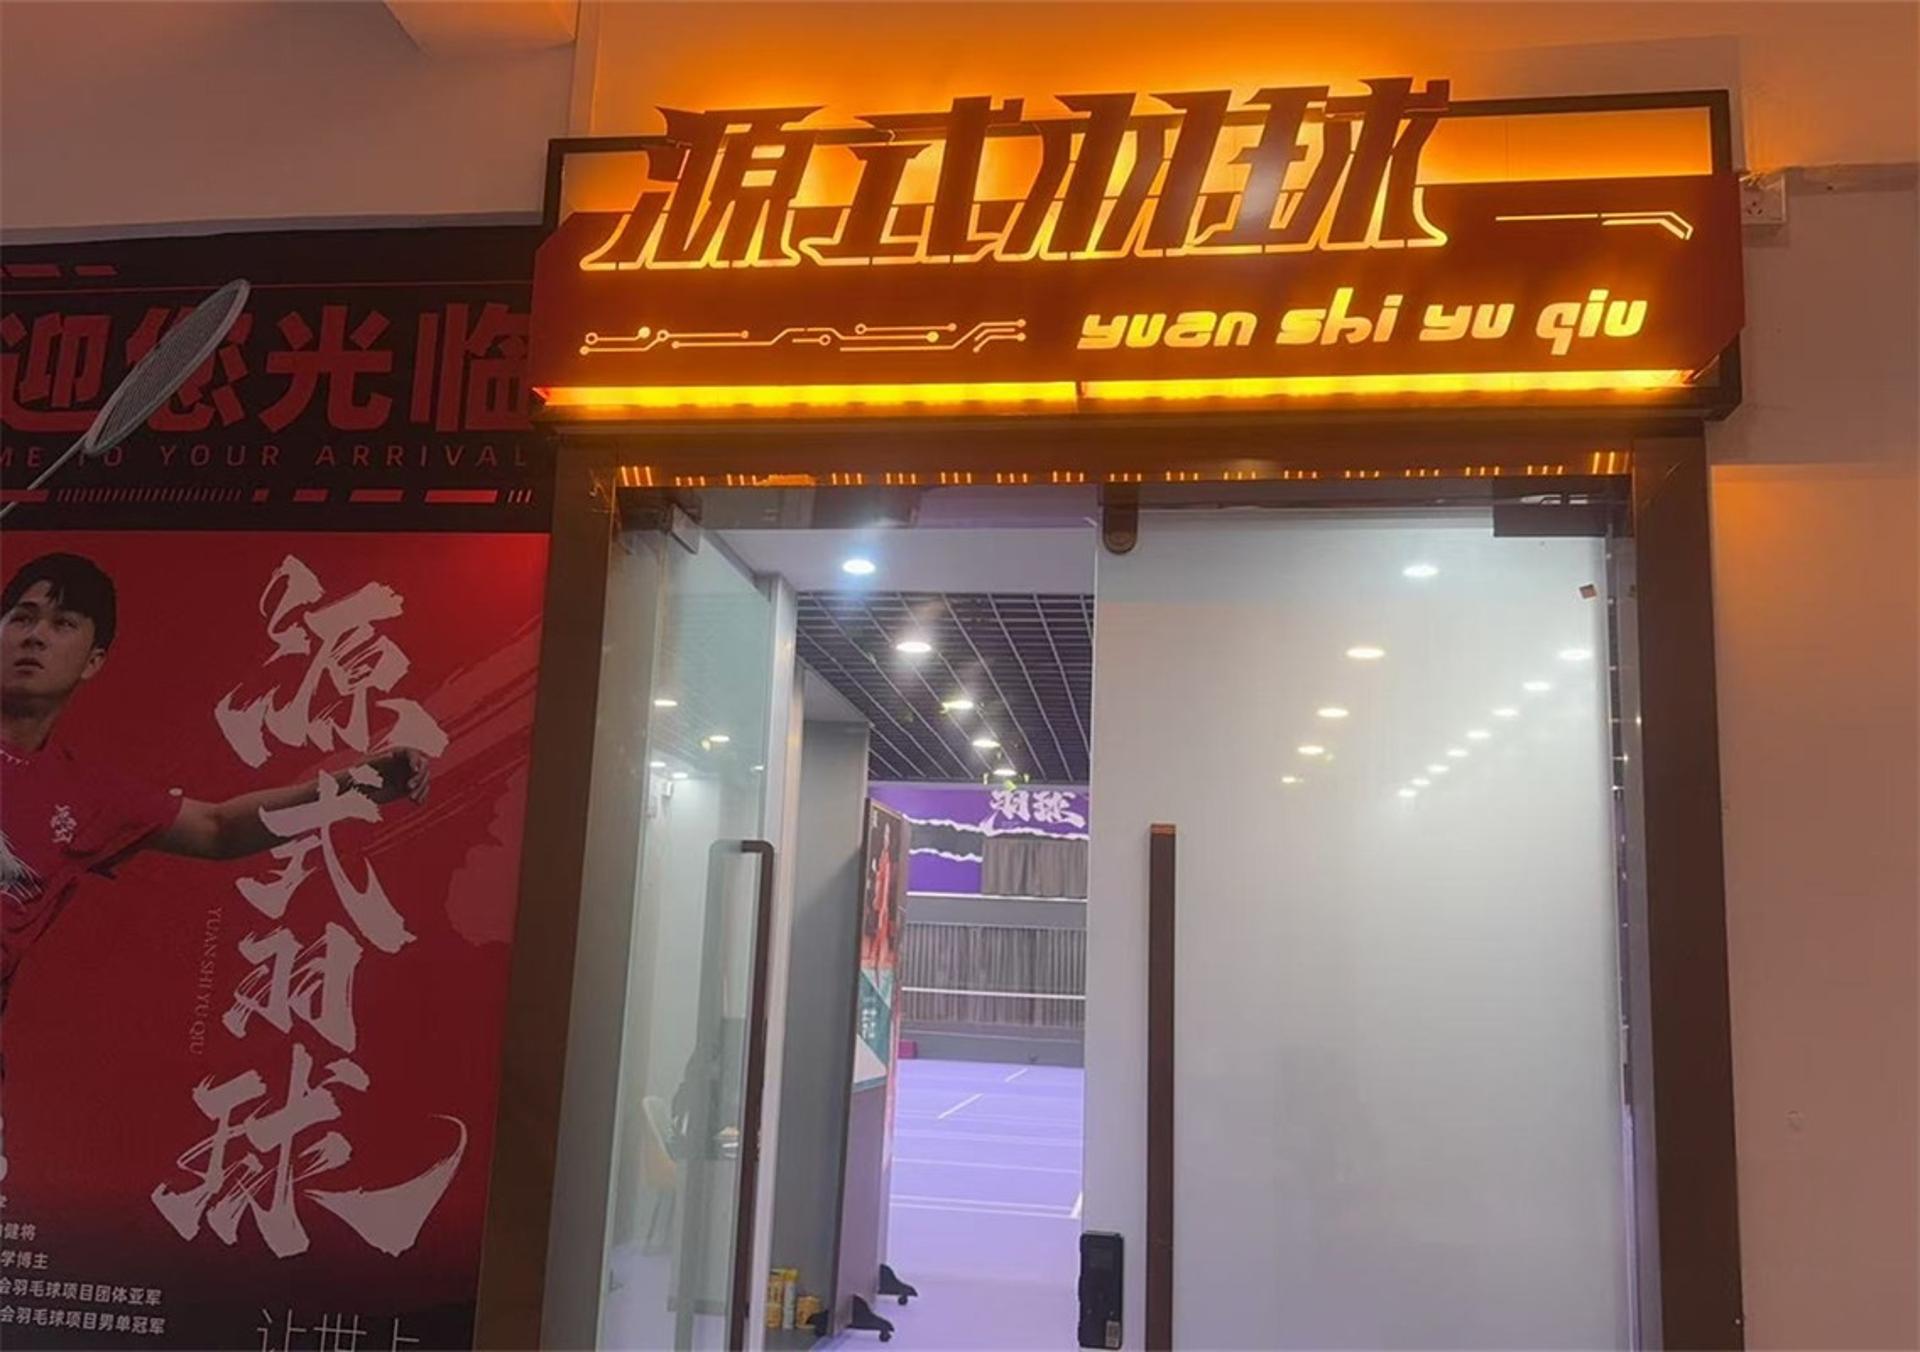 源式羽球
yuan shi yu qiu
迎您光临
ME TO YOUR ARRIVAL
源式羽球
YUAN SHI YU QIU
羽球
健将
学博主
会羽毛球项目团体亚军
会羽毛球项目男单冠军
让世上